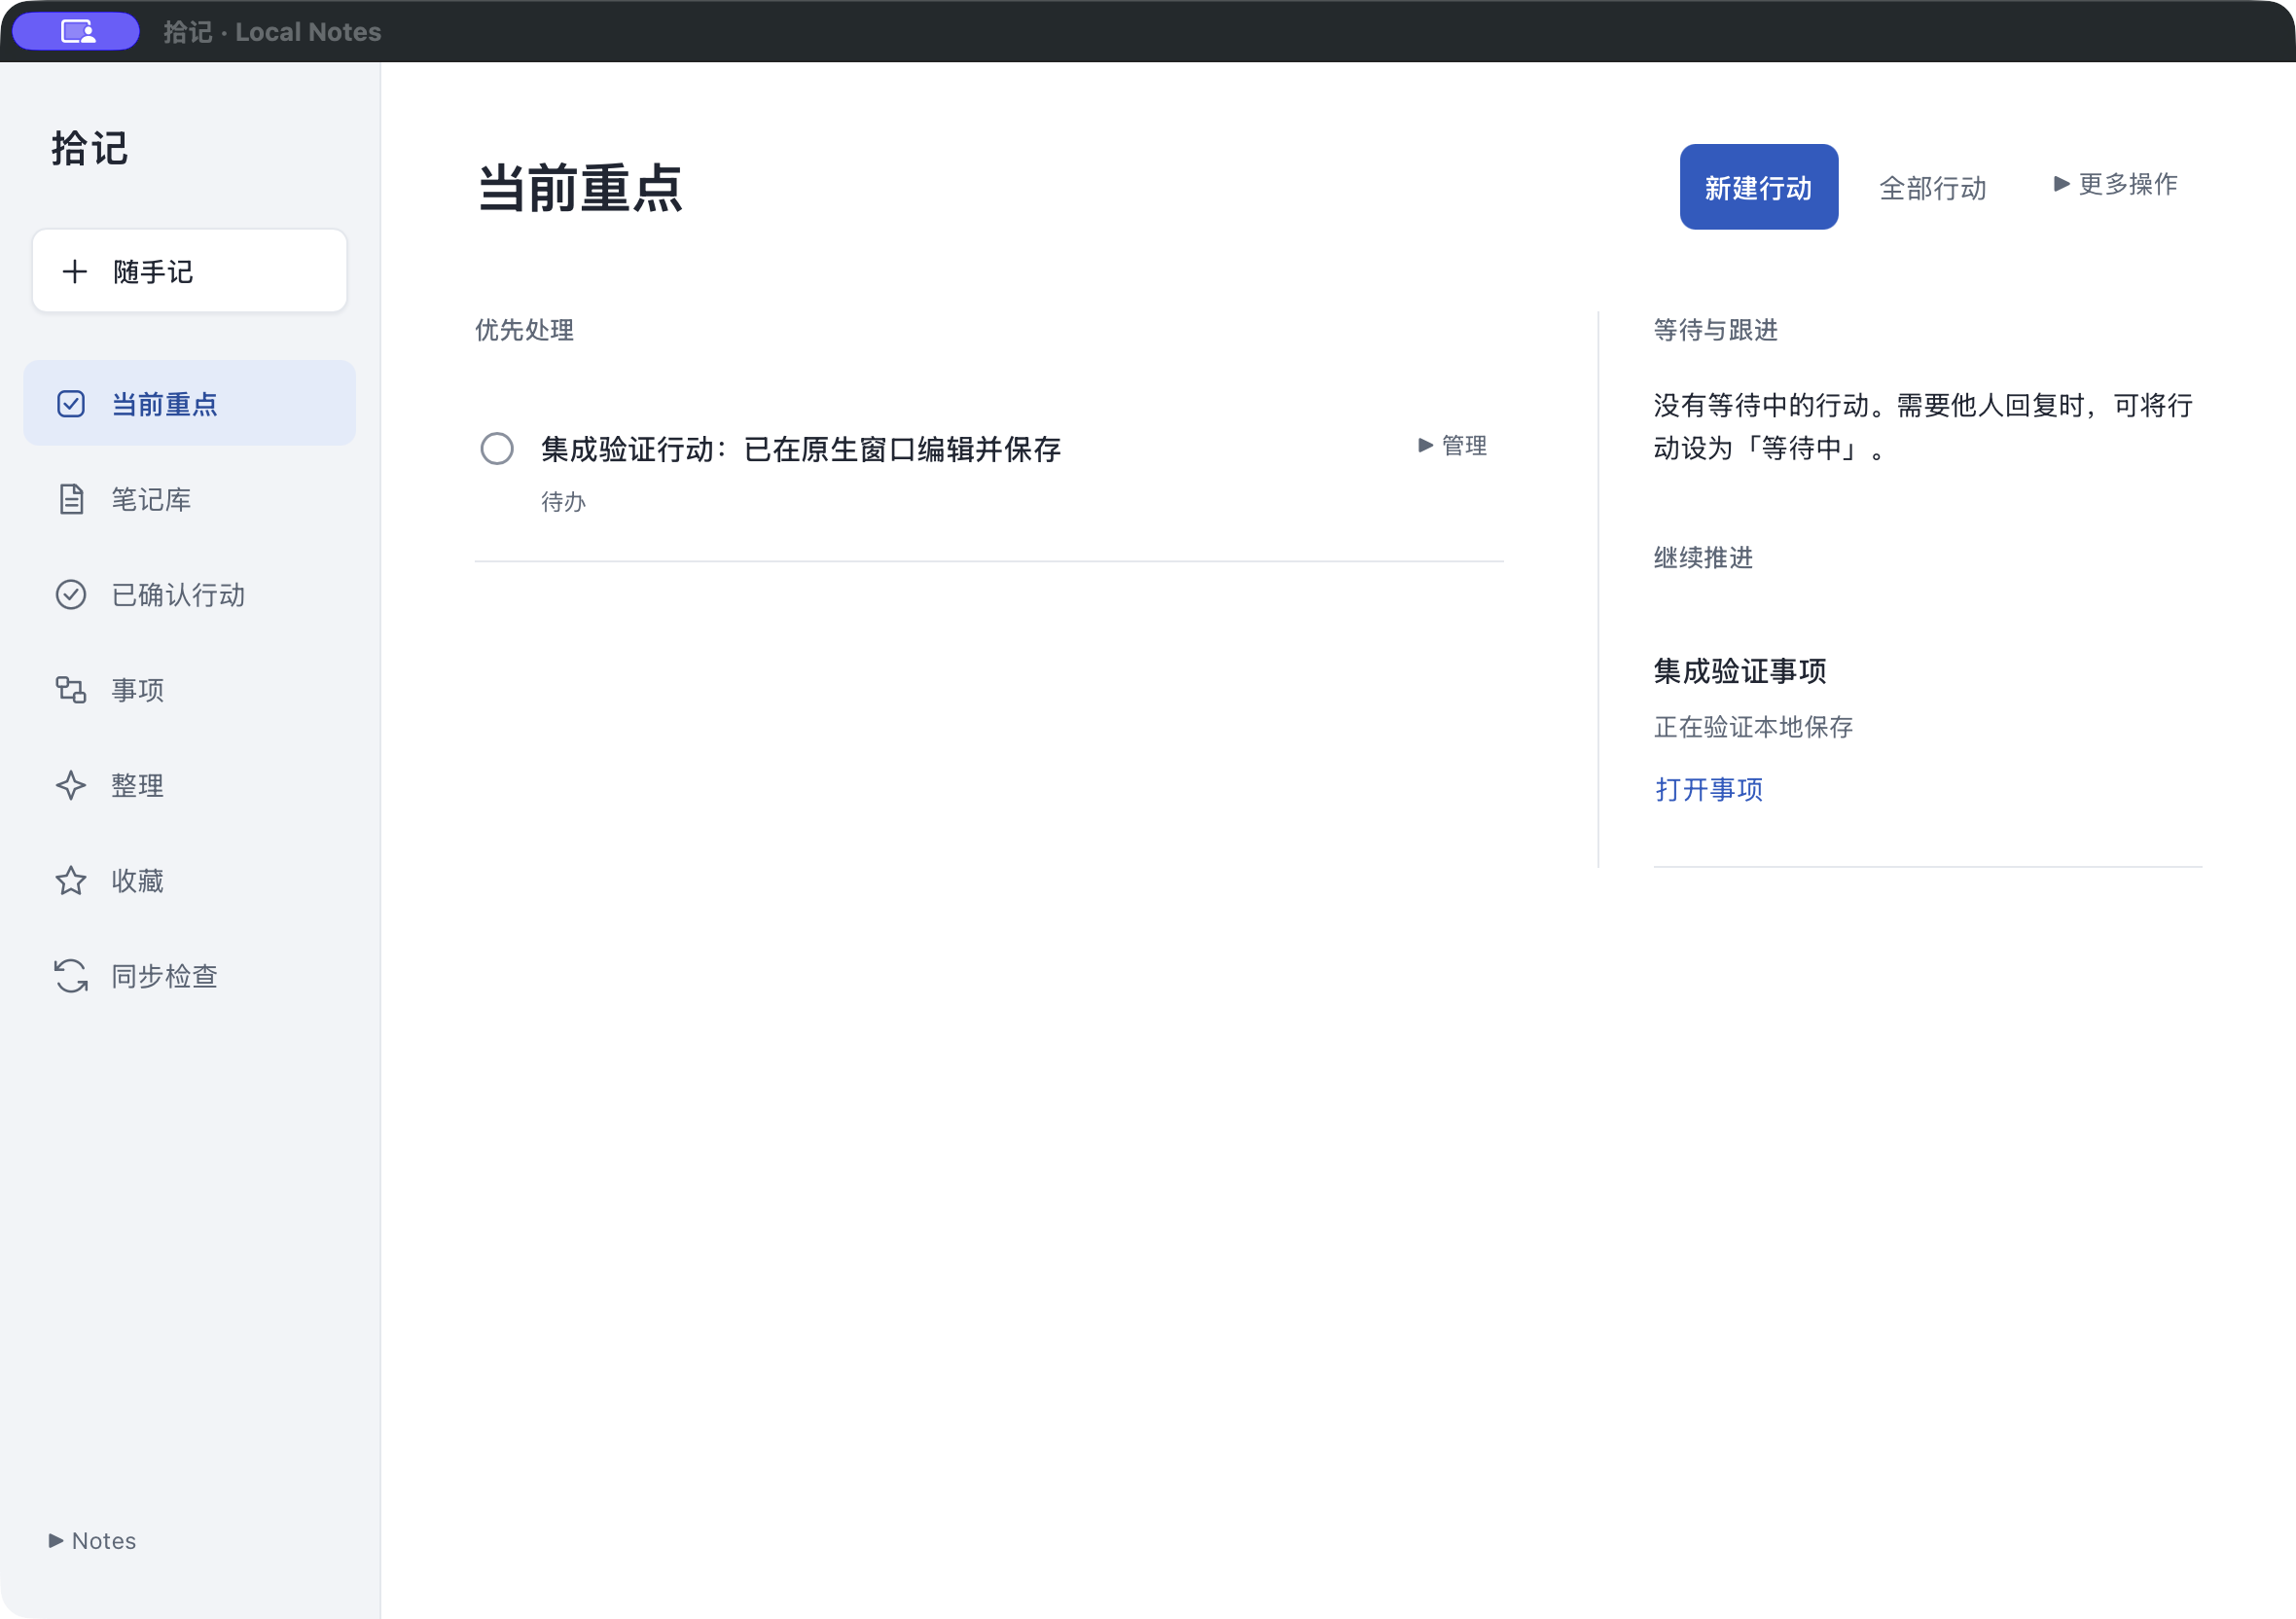 拾记 · Local Notes
拾记
随手记
当前重点
笔记库
已确认行动
事项
整理
收藏
同步检查
Notes
当前重点
新建行动
全部行动
更多操作
优先处理
集成验证行动：已在原生窗口编辑并保存
管理
待办
等待与跟进
没有等待中的行动。需要他人回复时，可将行
动设为「等待中」。
继续推进
集成验证事项
正在验证本地保存
打开事项